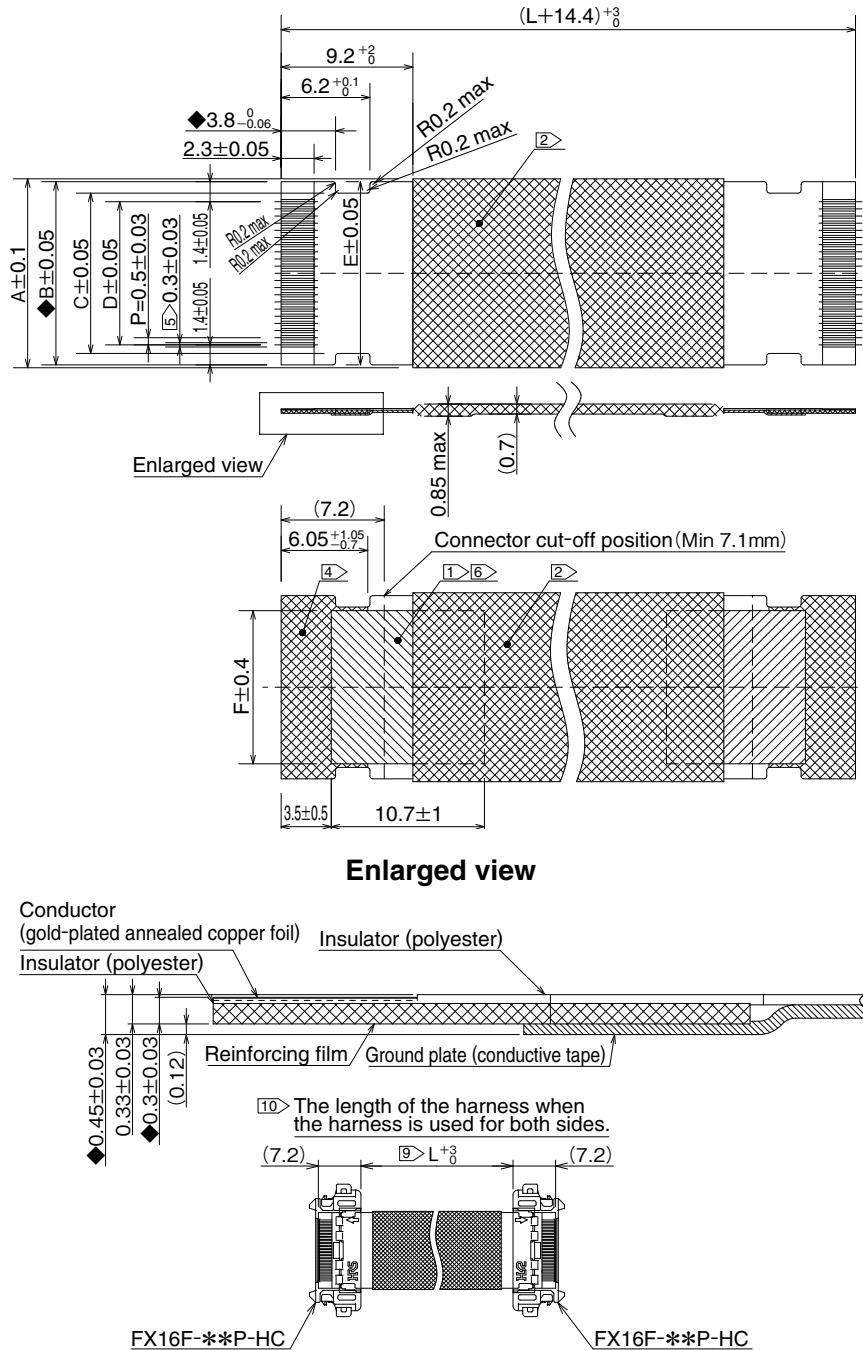 (L+14.4) +3 0
9.2 +2 0
6.2 +0.1 0
◆3.8 0 -0.06
2.3±0.05
R0.2 max
R0.2 max
2
R0.2 max
R0.2 max
A±0.1
◆B±0.05
C±0.05
D±0.05
P=0.5±0.03
5 0.3±0.03
1.4±0.05
1.4±0.05
E±0.05
Enlarged view
0.85 max
(0.7)
(7.2)
6.05 +1.05 -0.7
Connector cut-off position (Min 7.1mm)
4
1 6
2
F±0.4
3.5±0.5
10.7±1
Enlarged view
Conductor
(gold-plated annealed copper foil)
Insulator (polyester)
Insulator (polyester)
Reinforcing film
Ground plate (conductive tape)
◆0.45±0.03
0.33±0.03
◆0.3±0.03
(0.12)
10 The length of the harness when
the harness is used for both sides.
(7.2)
9 L +3 0
(7.2)
HRS
HRS
FX16F-**P-HC
FX16F-**P-HC